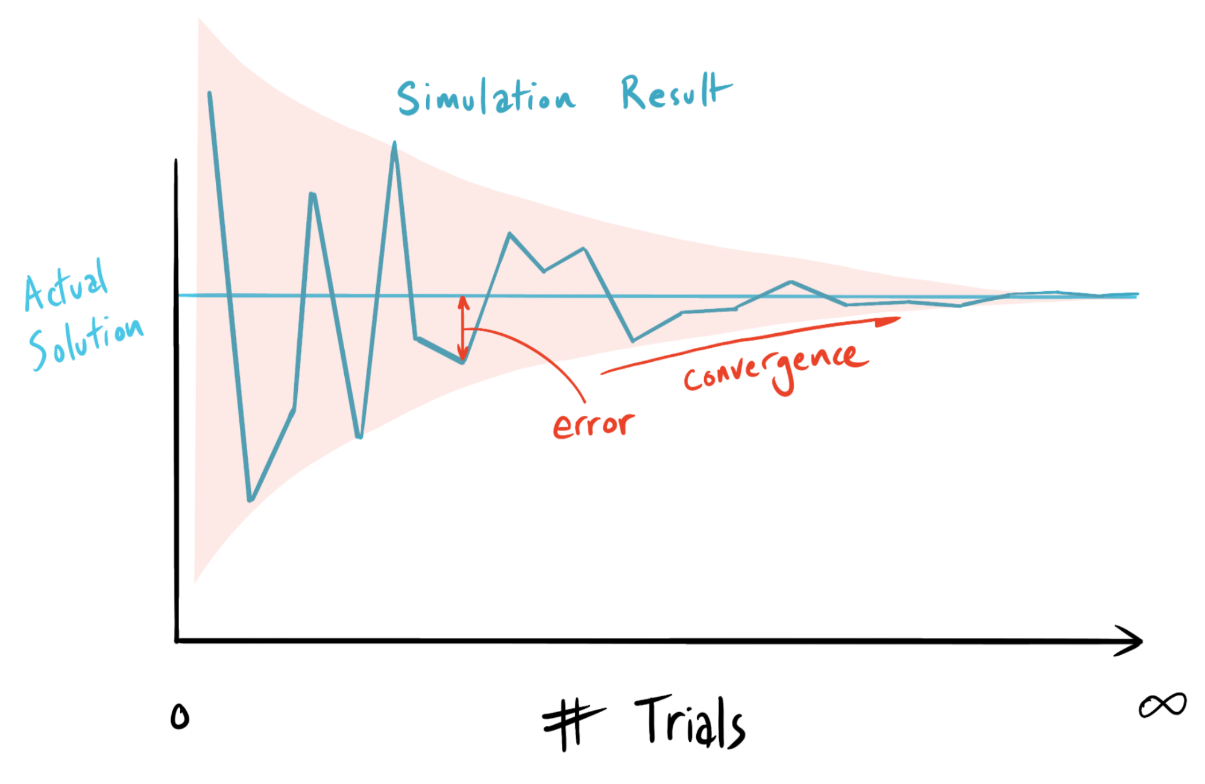 Simulation Result
Actual
Solution
convergence
error
0
# Trials
∞